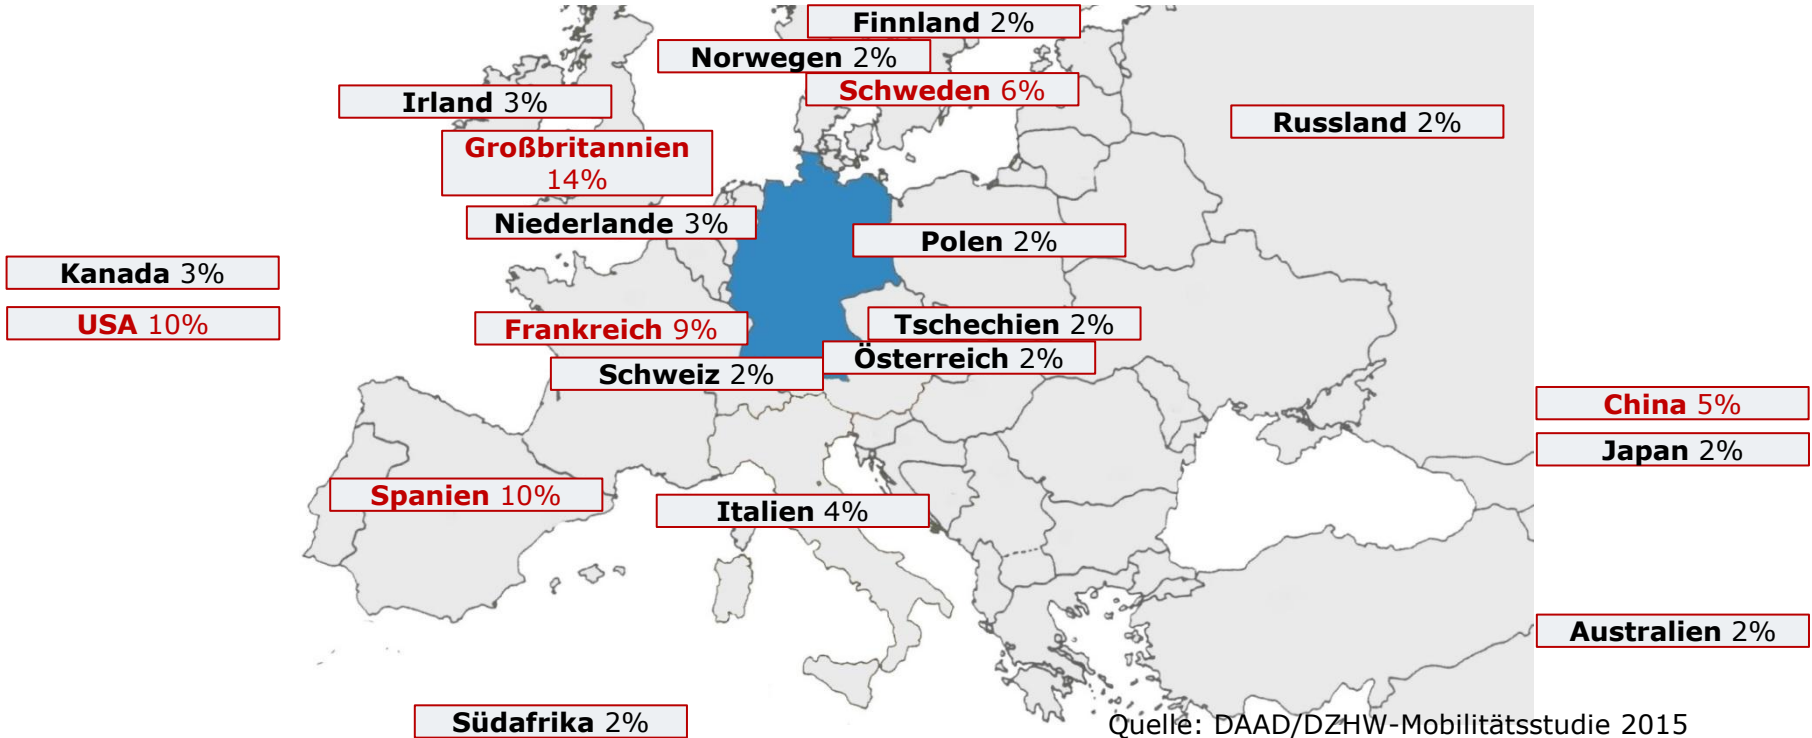 Finnland 2%
Norwegen 2%
Schweden 6%
Irland 3%
Russland 2%
Großbritannien
14%
Niederlande 3%
Polen 2%
Kanada 3%
USA 10%
Frankreich 9%
Tschechien 2%
Österreich 2%
Schweiz 2%
China 5%
Japan 2%
Spanien 10%
Italien 4%
Australien 2%
Südafrika 2%
Quelle: DAAD/DZHW-Mobilitätsstudie 2015